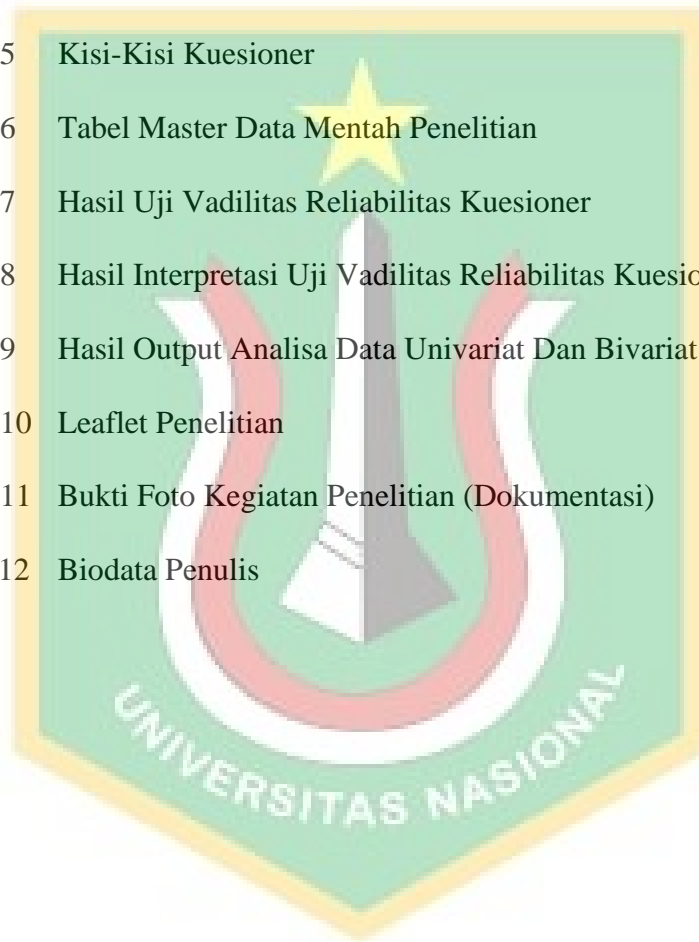 5 Kisi-Kisi Kuesioner
6 Tabel Master Data Mentah Penelitian
7 Hasil Uji Vadilitas Reliabilitas Kuesioner
8 Hasil Interpretasi Uji Vadilitas Reliabilitas Kuesio
9 Hasil Output Analisa Data Univariat Dan Bivariat
10 Leaflet Penelitian
11 Bukti Foto Kegiatan Penelitian (Dokumentasi)
12 Biodata Penulis
UNIVERSITAS NASIONAL